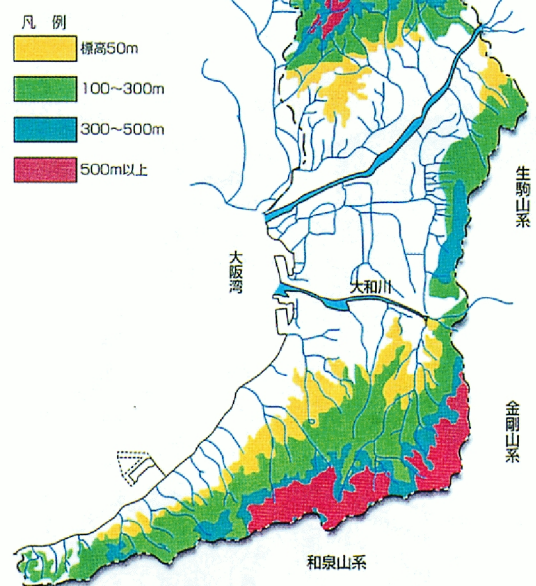 凡 例
標高50m
100〜300m
300〜500m
500m以上
生駒山系
大阪湾
大和川
金剛山系
和泉山系